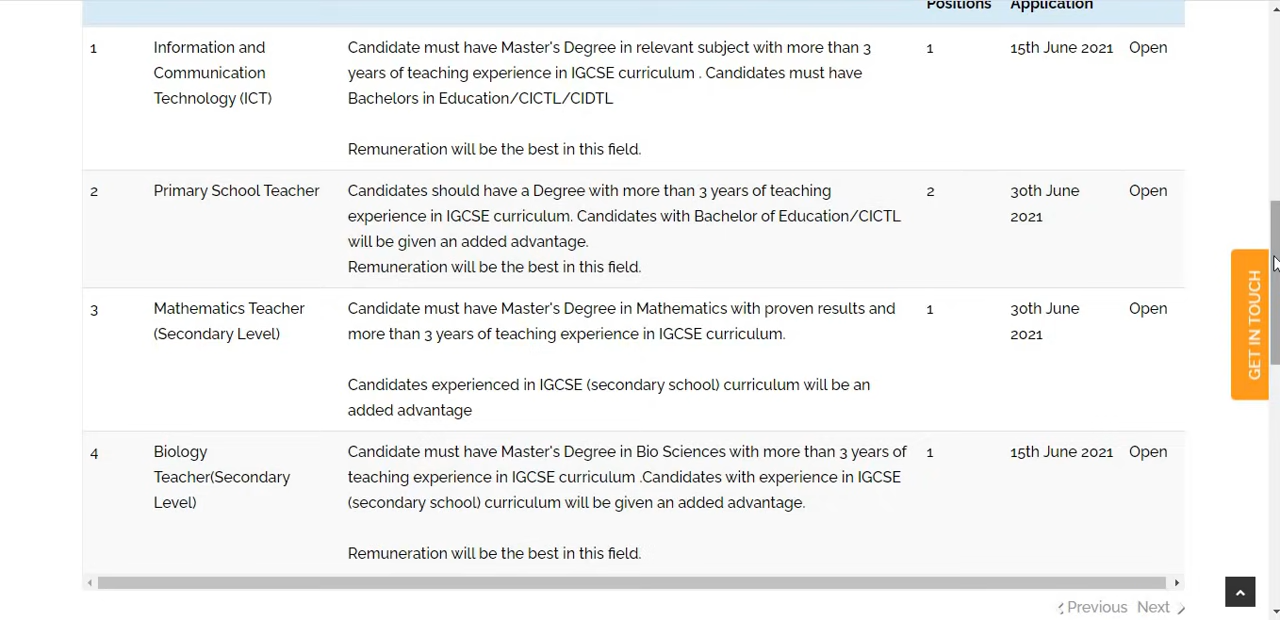 Positions Application
1 Information and Communication Technology (ICT) Candidate must have Master's Degree in relevant subject with more than 3 years of teaching experience in IGCSE curriculum . Candidates must have Bachelors in Education/CICTL/CIDTL 1 15th June 2021 Open
Remuneration will be the best in this field.
2 Primary School Teacher Candidates should have a Degree with more than 3 years of teaching experience in IGCSE curriculum. Candidates with Bachelor of Education/CICTL will be given an added advantage. 2 30th June 2021 Open
Remuneration will be the best in this field.
3 Mathematics Teacher (Secondary Level) Candidate must have Master's Degree in Mathematics with proven results and more than 3 years of teaching experience in IGCSE curriculum. 1 30th June 2021 Open
Candidates experienced in IGCSE (secondary school) curriculum will be an added advantage
4 Biology Teacher(Secondary Level) Candidate must have Master's Degree in Bio Sciences with more than 3 years of teaching experience in IGCSE curriculum .Candidates with experience in IGCSE (secondary school) curriculum will be given an added advantage. 1 15th June 2021 Open
Remuneration will be the best in this field.
Previous Next
GET IN TOUCH